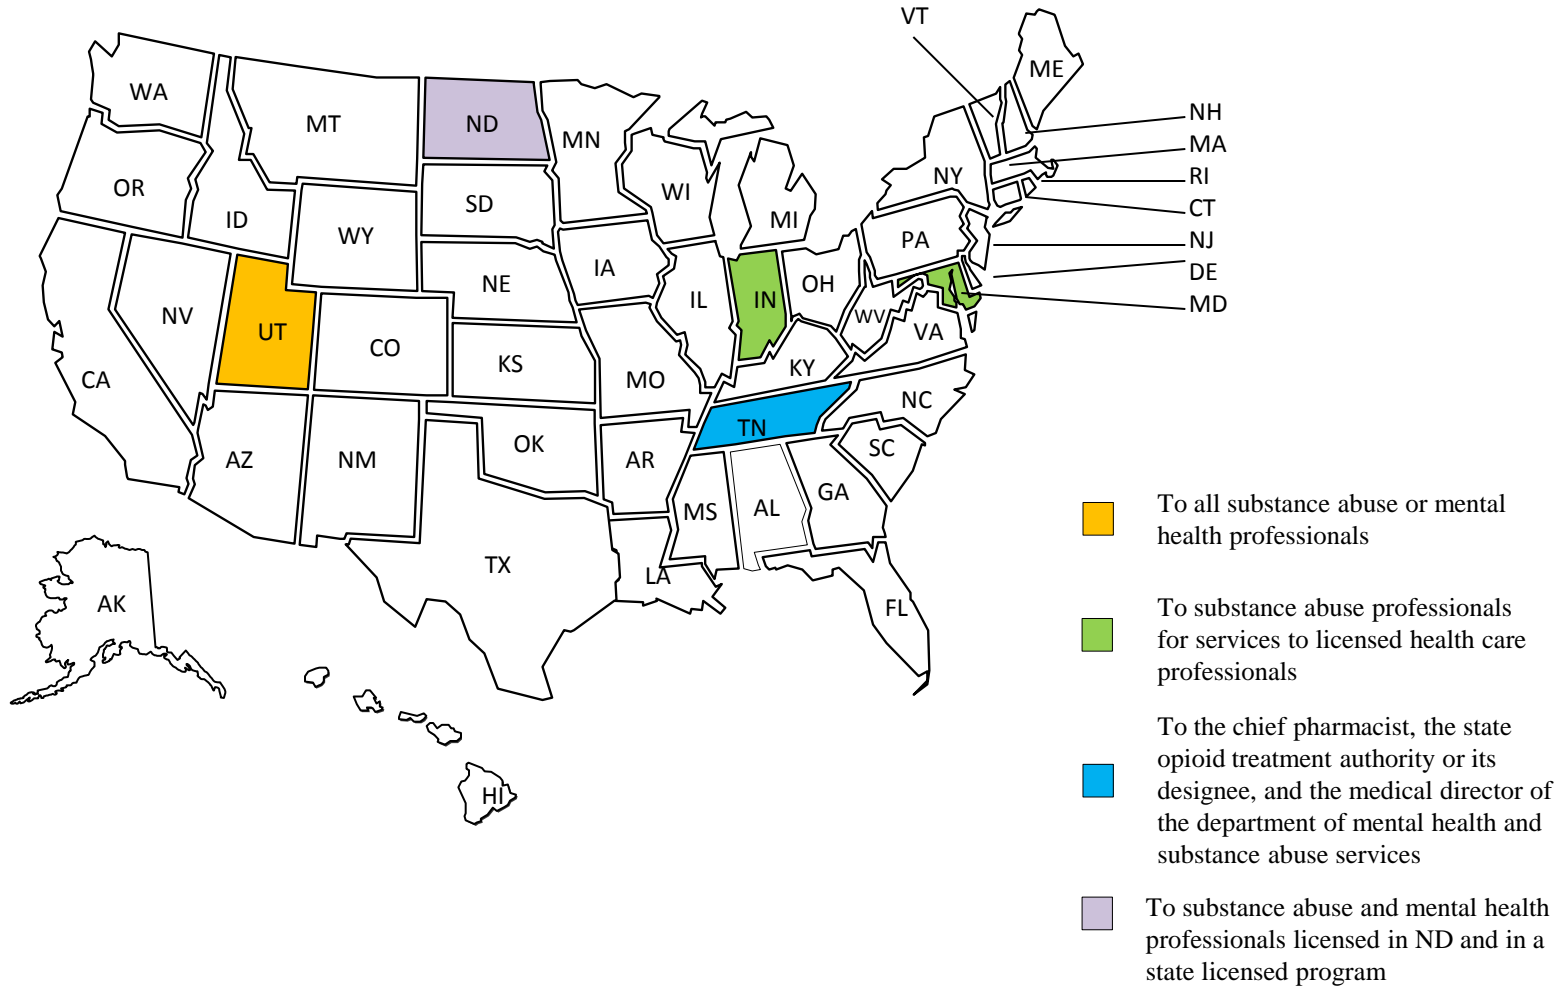 VT
ME
WA
MT
ND
MN
NH
MA
OR
ID
WY
SD
WI
MI
NY
RI
CT
PA
NJ
DE
MD
NV
UT
CO
NE
IA
IL
IN
OH
WV
VA
CA
KS
MO
KY
NC
AZ
NM
OK
AR
TN
SC
MS
AL
GA
TX
LA
FL
AK
HI
To all substance abuse or mental
health professionals
To substance abuse professionals
for services to licensed health care
professionals
To the chief pharmacist, the state
opioid treatment authority or its
designee, and the medical director of
the department of mental health and
substance abuse services
To substance abuse and mental health
professionals licensed in ND and in a
state licensed program